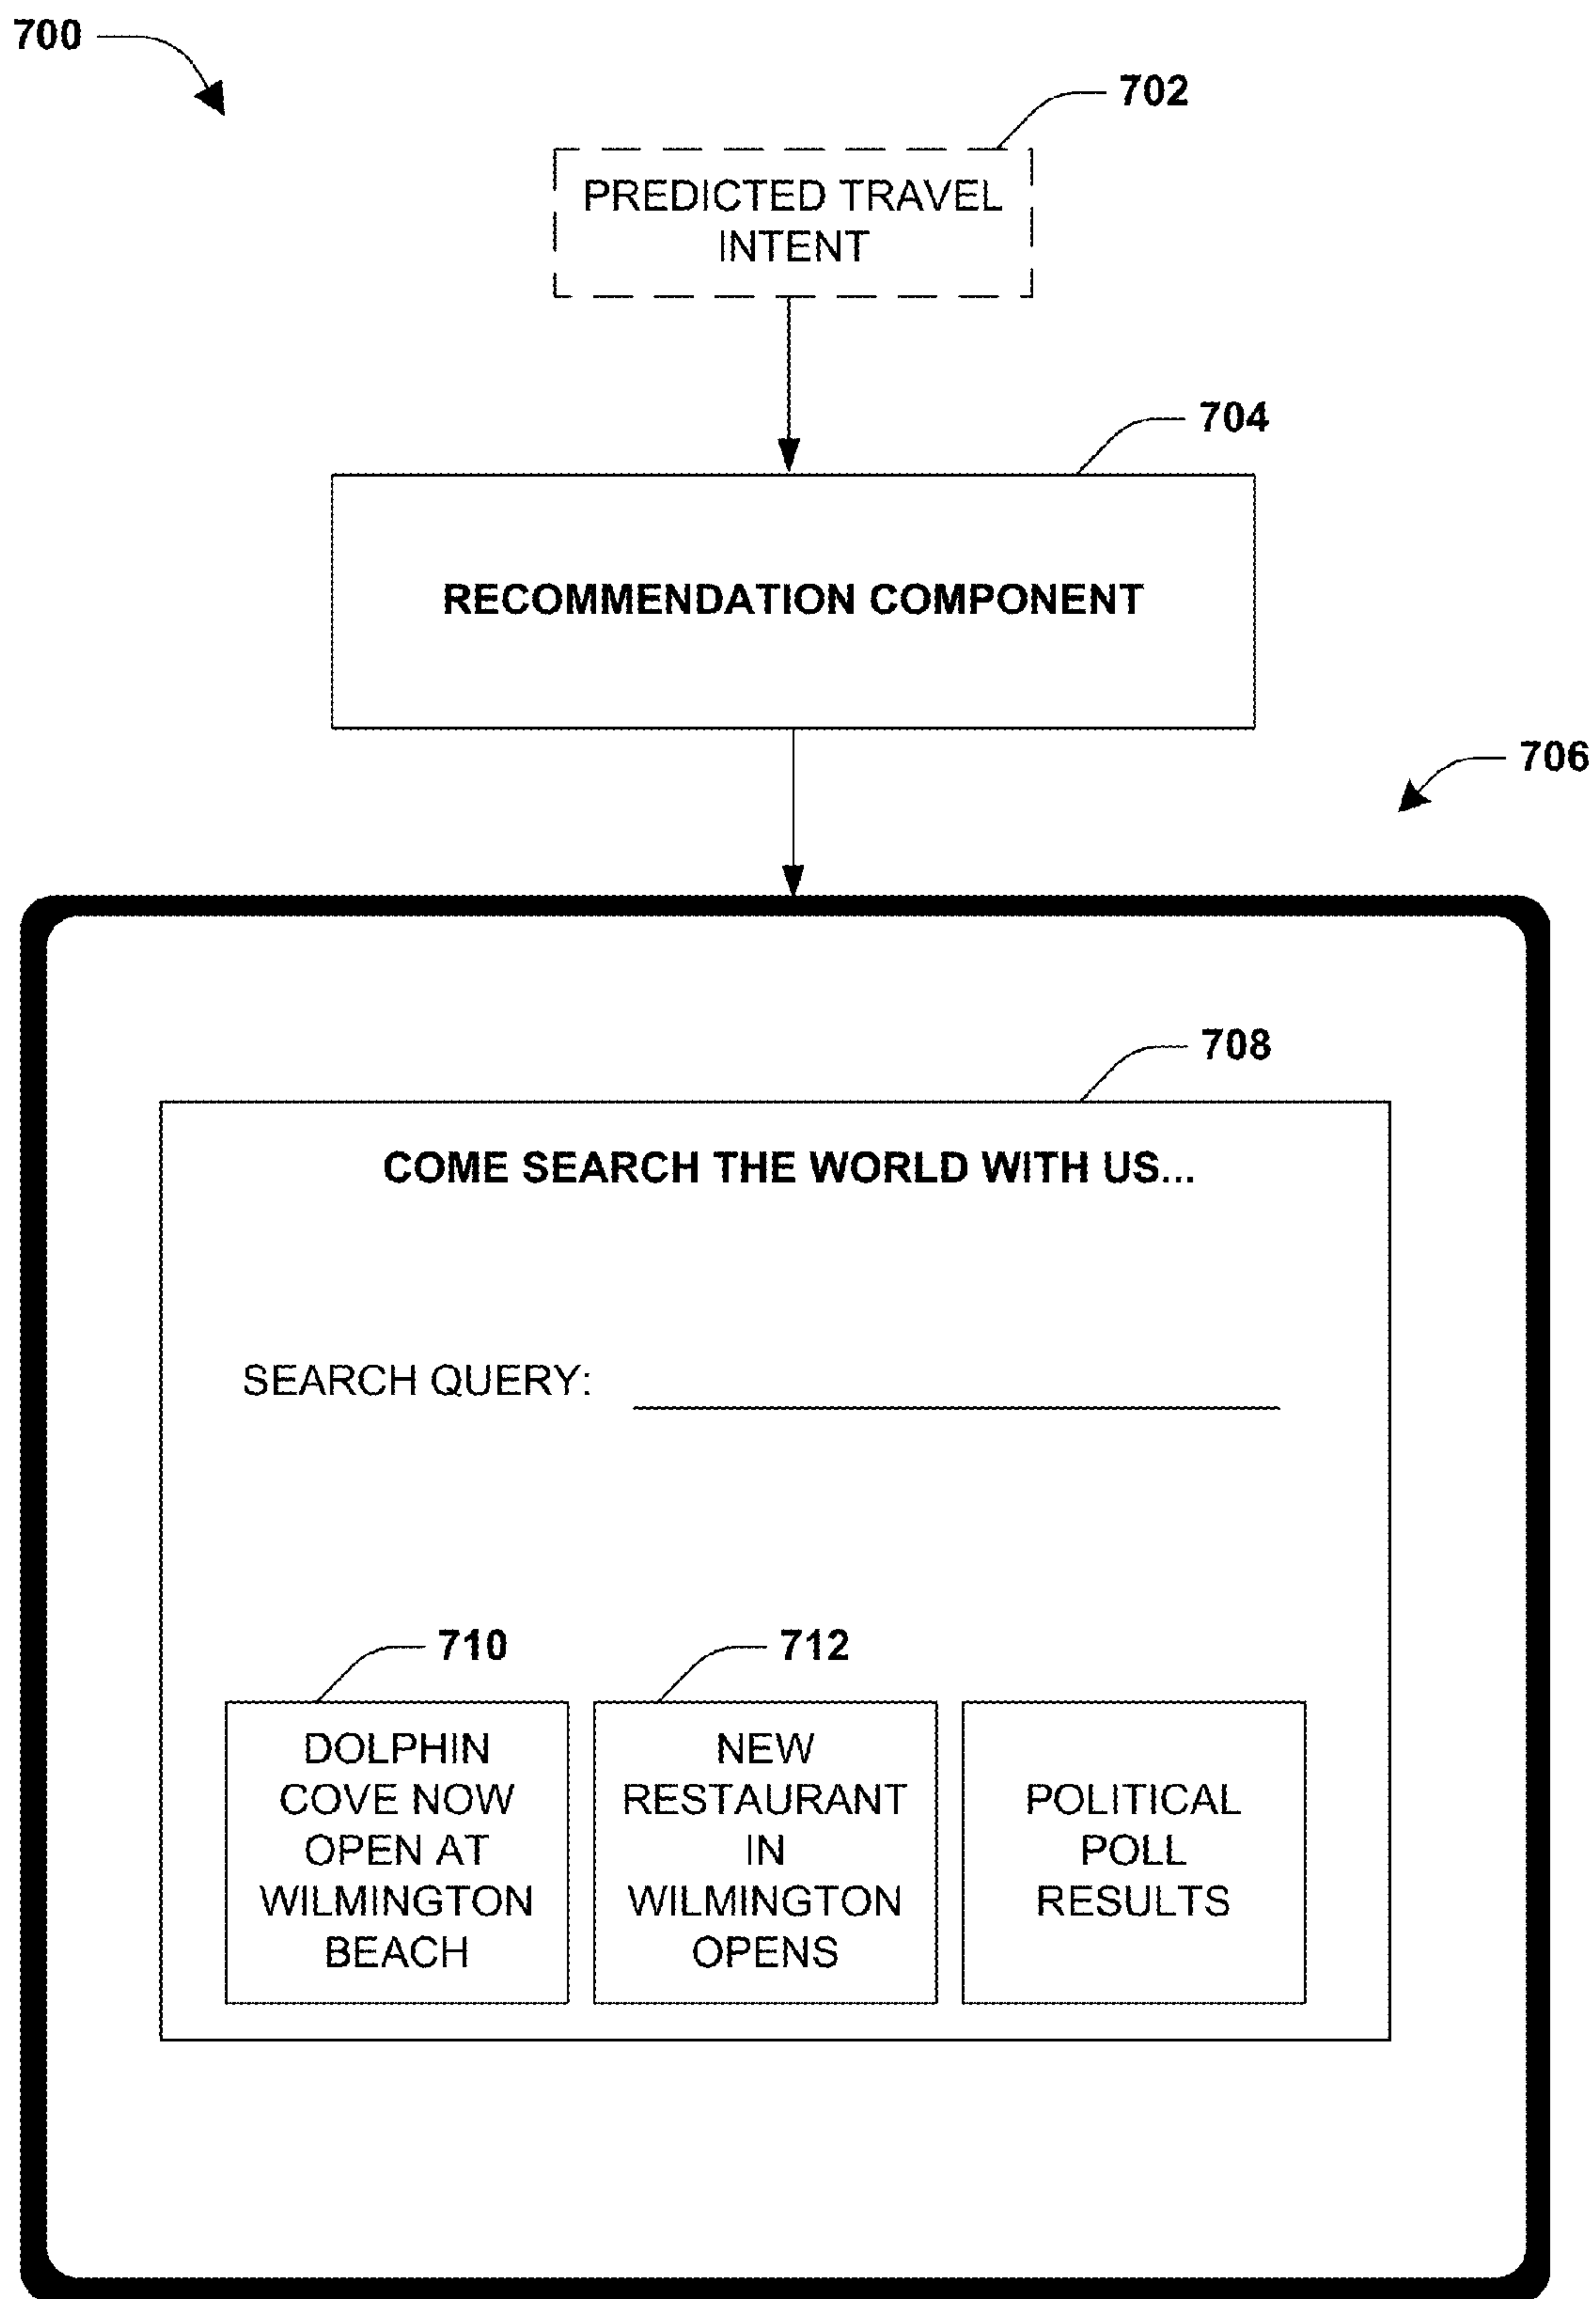 700
702
PREDICTED TRAVEL
INTENT
704
RECOMMENDATION COMPONENT
706
708
COME SEARCH THE WORLD WITH US...
SEARCH QUERY:
710
DOLPHIN
COVE NOW
OPEN AT
WILMINGTON
BEACH
712
NEW
RESTAURANT
IN
WILMINGTON
OPENS
POLITICAL
POLL
RESULTS